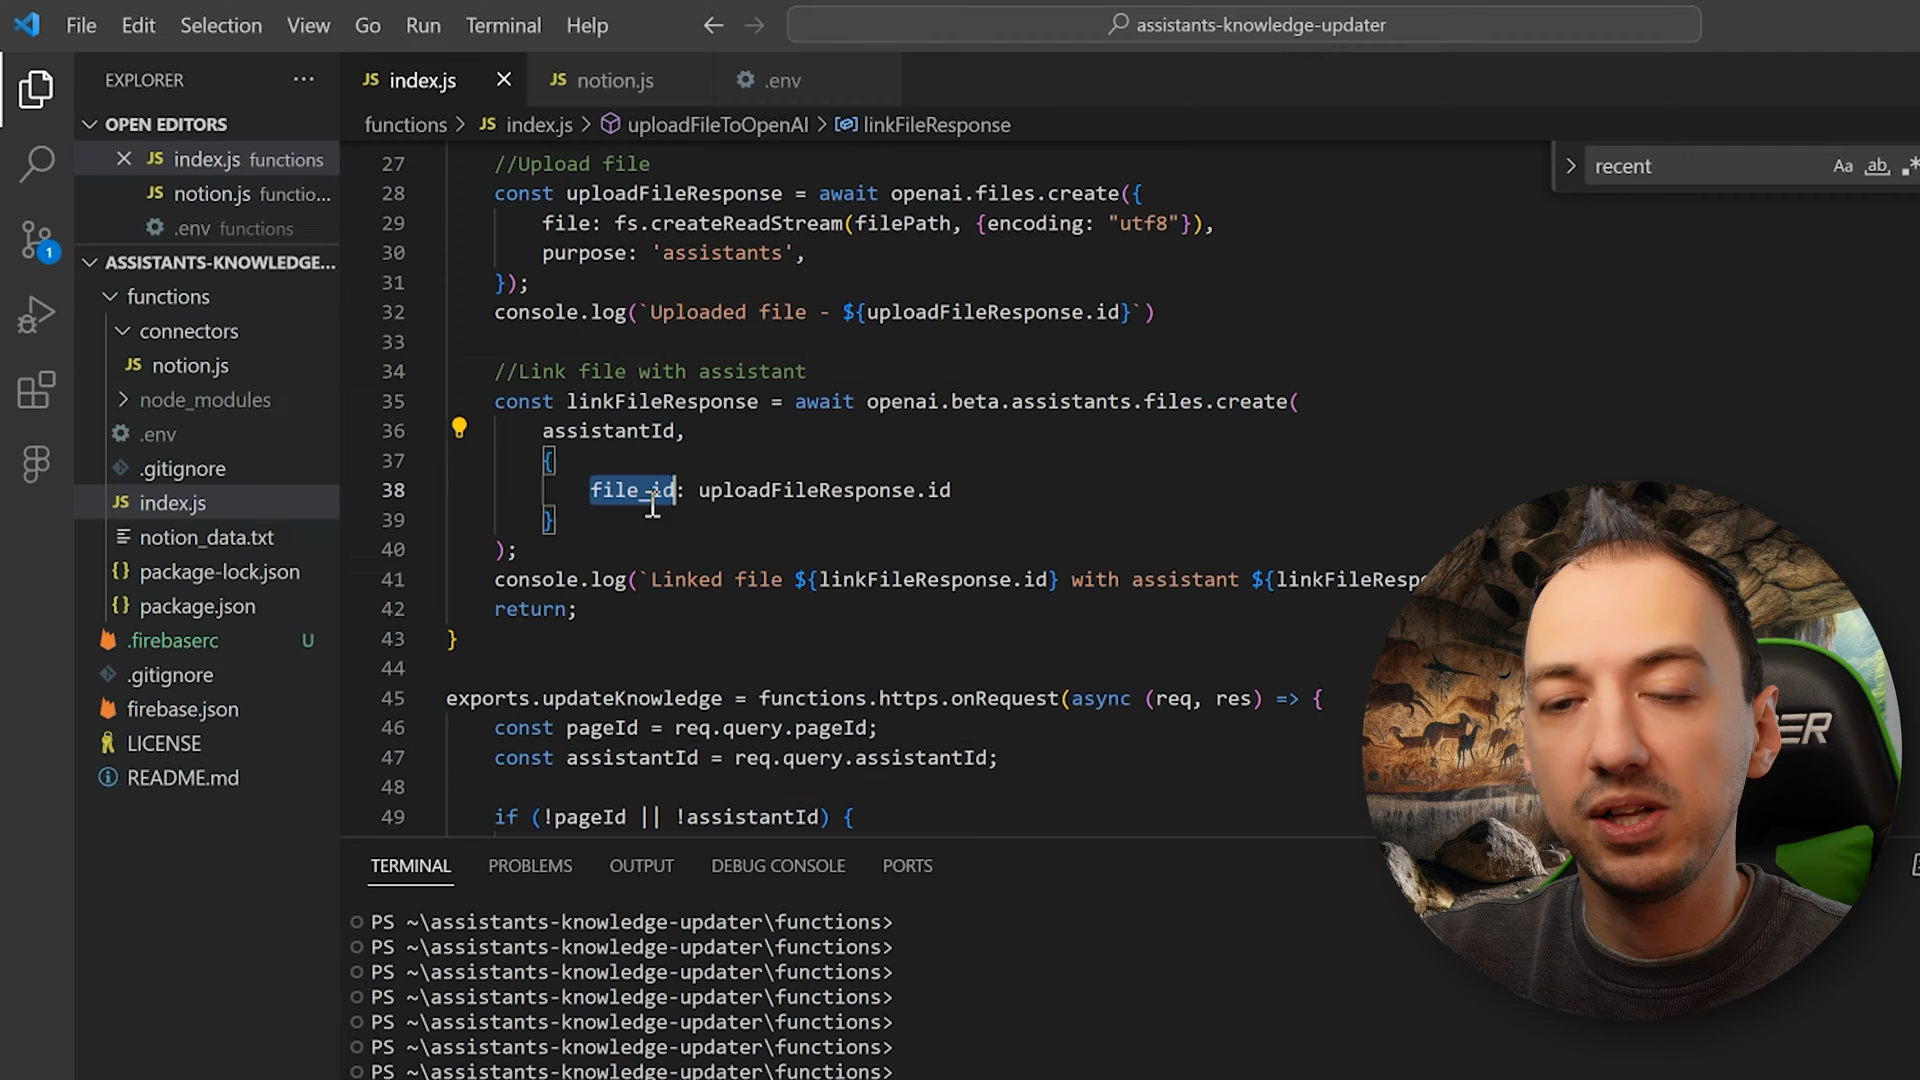 File Edit Selection View Go Run Terminal Help
assistants-knowledge-updater
EXPLORER
OPEN EDITORS
JS index.js functions
JS notion.js functio...
.env functions
ASSISTANTS-KNOWLEDGE...
functions
connectors
JS notion.js
node_modules
.env
.gitignore
JS index.js
notion_data.txt
{} package-lock.json
{} package.json
.firebaserc U
.gitignore
firebase.json
LICENSE
README.md
1
JS index.js JS notion.js .env
functions > JS index.js > uploadFileToOpenAI > linkFileResponse
recent Aa ab
27 //Upload file
28 const uploadFileResponse = await openai.files.create({
29 file: fs.createReadStream(filePath, {encoding: "utf8"}),
30 purpose: 'assistants',
31 });
32 console.log(`Uploaded file - ${uploadFileResponse.id}`)
33
34 //Link file with assistant
35 const linkFileResponse = await openai.beta.assistants.files.create(
36 assistantId,
37 {
38 file_id: uploadFileResponse.id
39 }
40 );
41 console.log(`Linked file ${linkFileResponse.id} with assistant ${linkFileResp
42 return;
43 }
44
45 exports.updateKnowledge = functions.https.onRequest(async (req, res) => {
46 const pageId = req.query.pageId;
47 const assistantId = req.query.assistantId;
48
49 if (!pageId || !assistantId) {
TERMINAL PROBLEMS OUTPUT DEBUG CONSOLE PORTS
PS ~\assistants-knowledge-updater\functions>
PS ~\assistants-knowledge-updater\functions>
PS ~\assistants-knowledge-updater\functions>
PS ~\assistants-knowledge-updater\functions>
PS ~\assistants-knowledge-updater\functions>
PS ~\assistants-knowledge-updater\functions>
PS ~\assistants-knowledge-updater\functions>